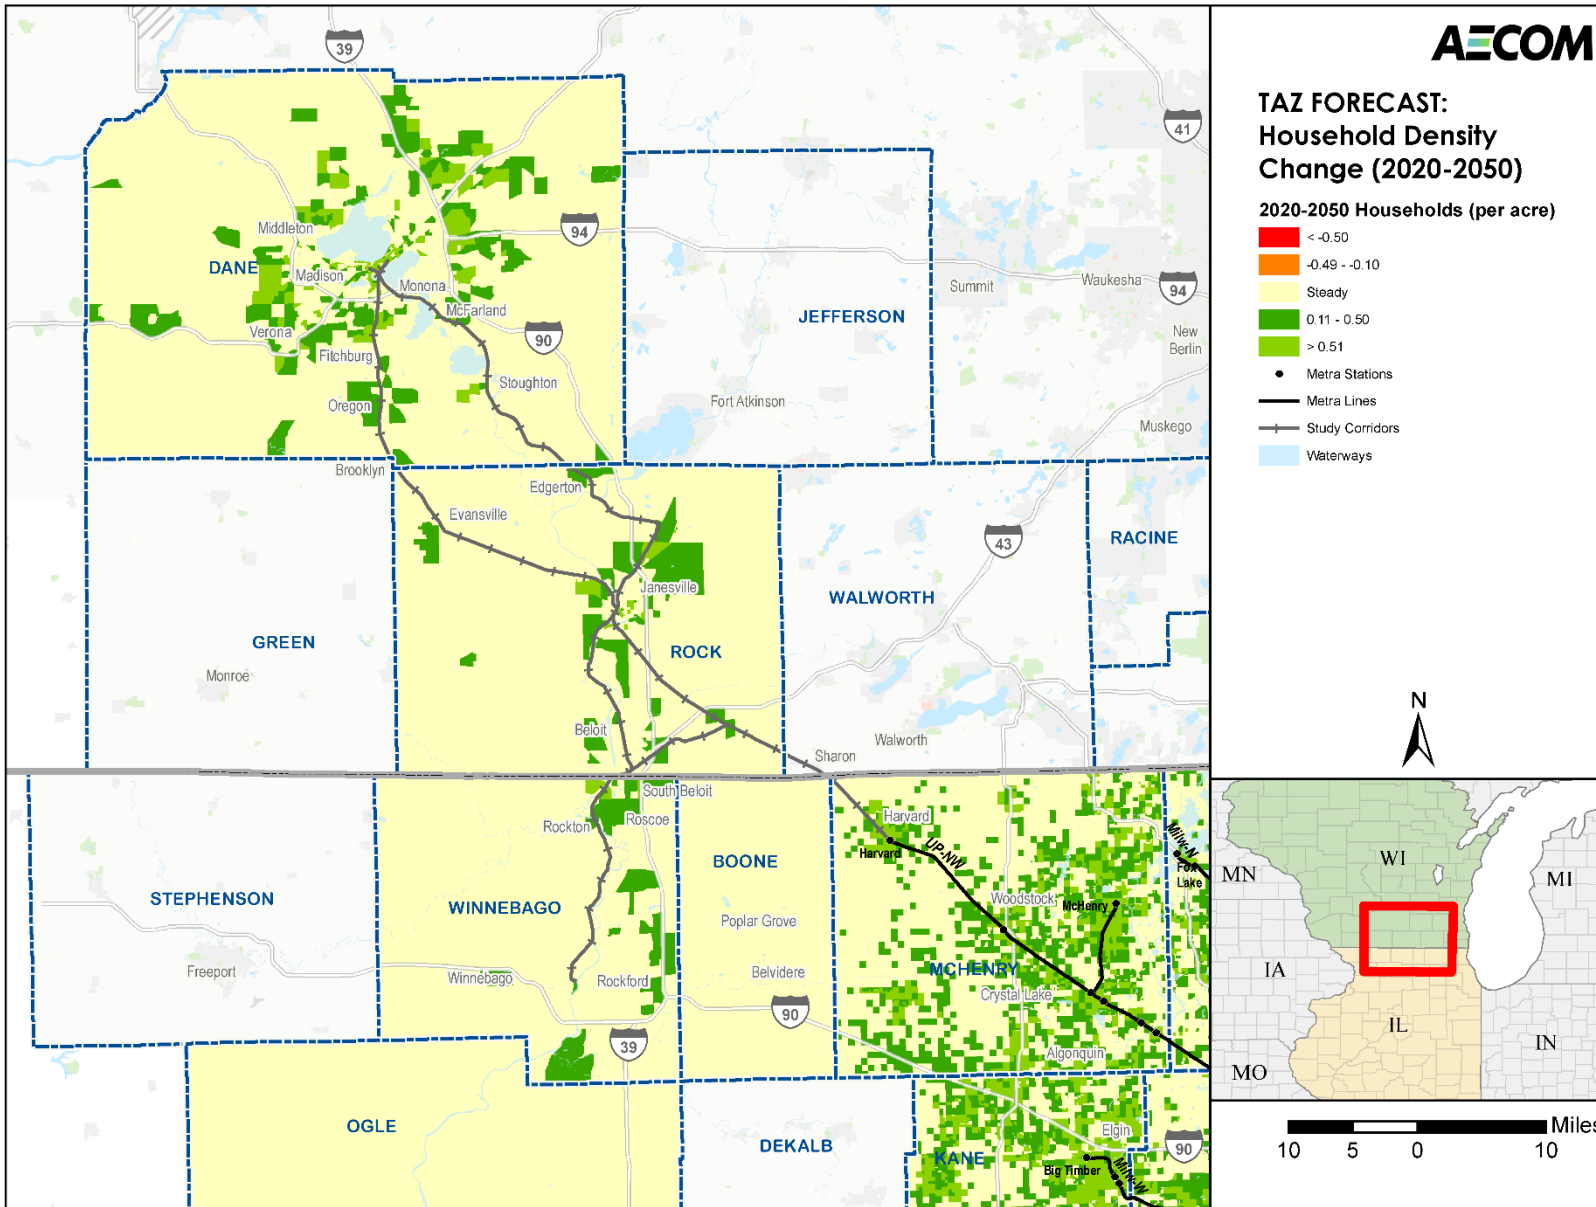 AECOM
TAZ FORECAST:
Household Density
Change (2020-2050)
2020-2050 Households (per acre)
< -0.50
-0.49 - -0.10
Steady
0.11 - 0.50
> 0.51
Metra Stations
Metra Lines
Study Corridors
Waterways
N
39
41
94
Middleton
DANE
Madison
Monona
McFarland
Verona
Fitchburg
90
Stoughton
Oregon
JEFFERSON
Summit
Waukesha
94
New
Berlin
Fort Atkinson
Muskego
Brooklyn
Edgerton
Evansville
43
RACINE
Janesville
WALWORTH
GREEN
ROCK
Monroe
Beloit
Walworth
Sharon
South Beloit
Rockton
Roscoe
Harvard
Harvard
UP-NW
Milw-N
Fox
Lake
BOONE
STEPHENSON
WINNEBAGO
Woodstock
McHenry
Poplar Grove
Freeport
Winnebago
Rockford
Belvidere
MCHENRY
Crystal Lake
90
39
Algonquin
OGLE
DEKALB
KANE
Elgin
90
Big Timber
Milw-W
WI
MN
MI
IA
IL
IN
MO
Miles
10 5 0 10